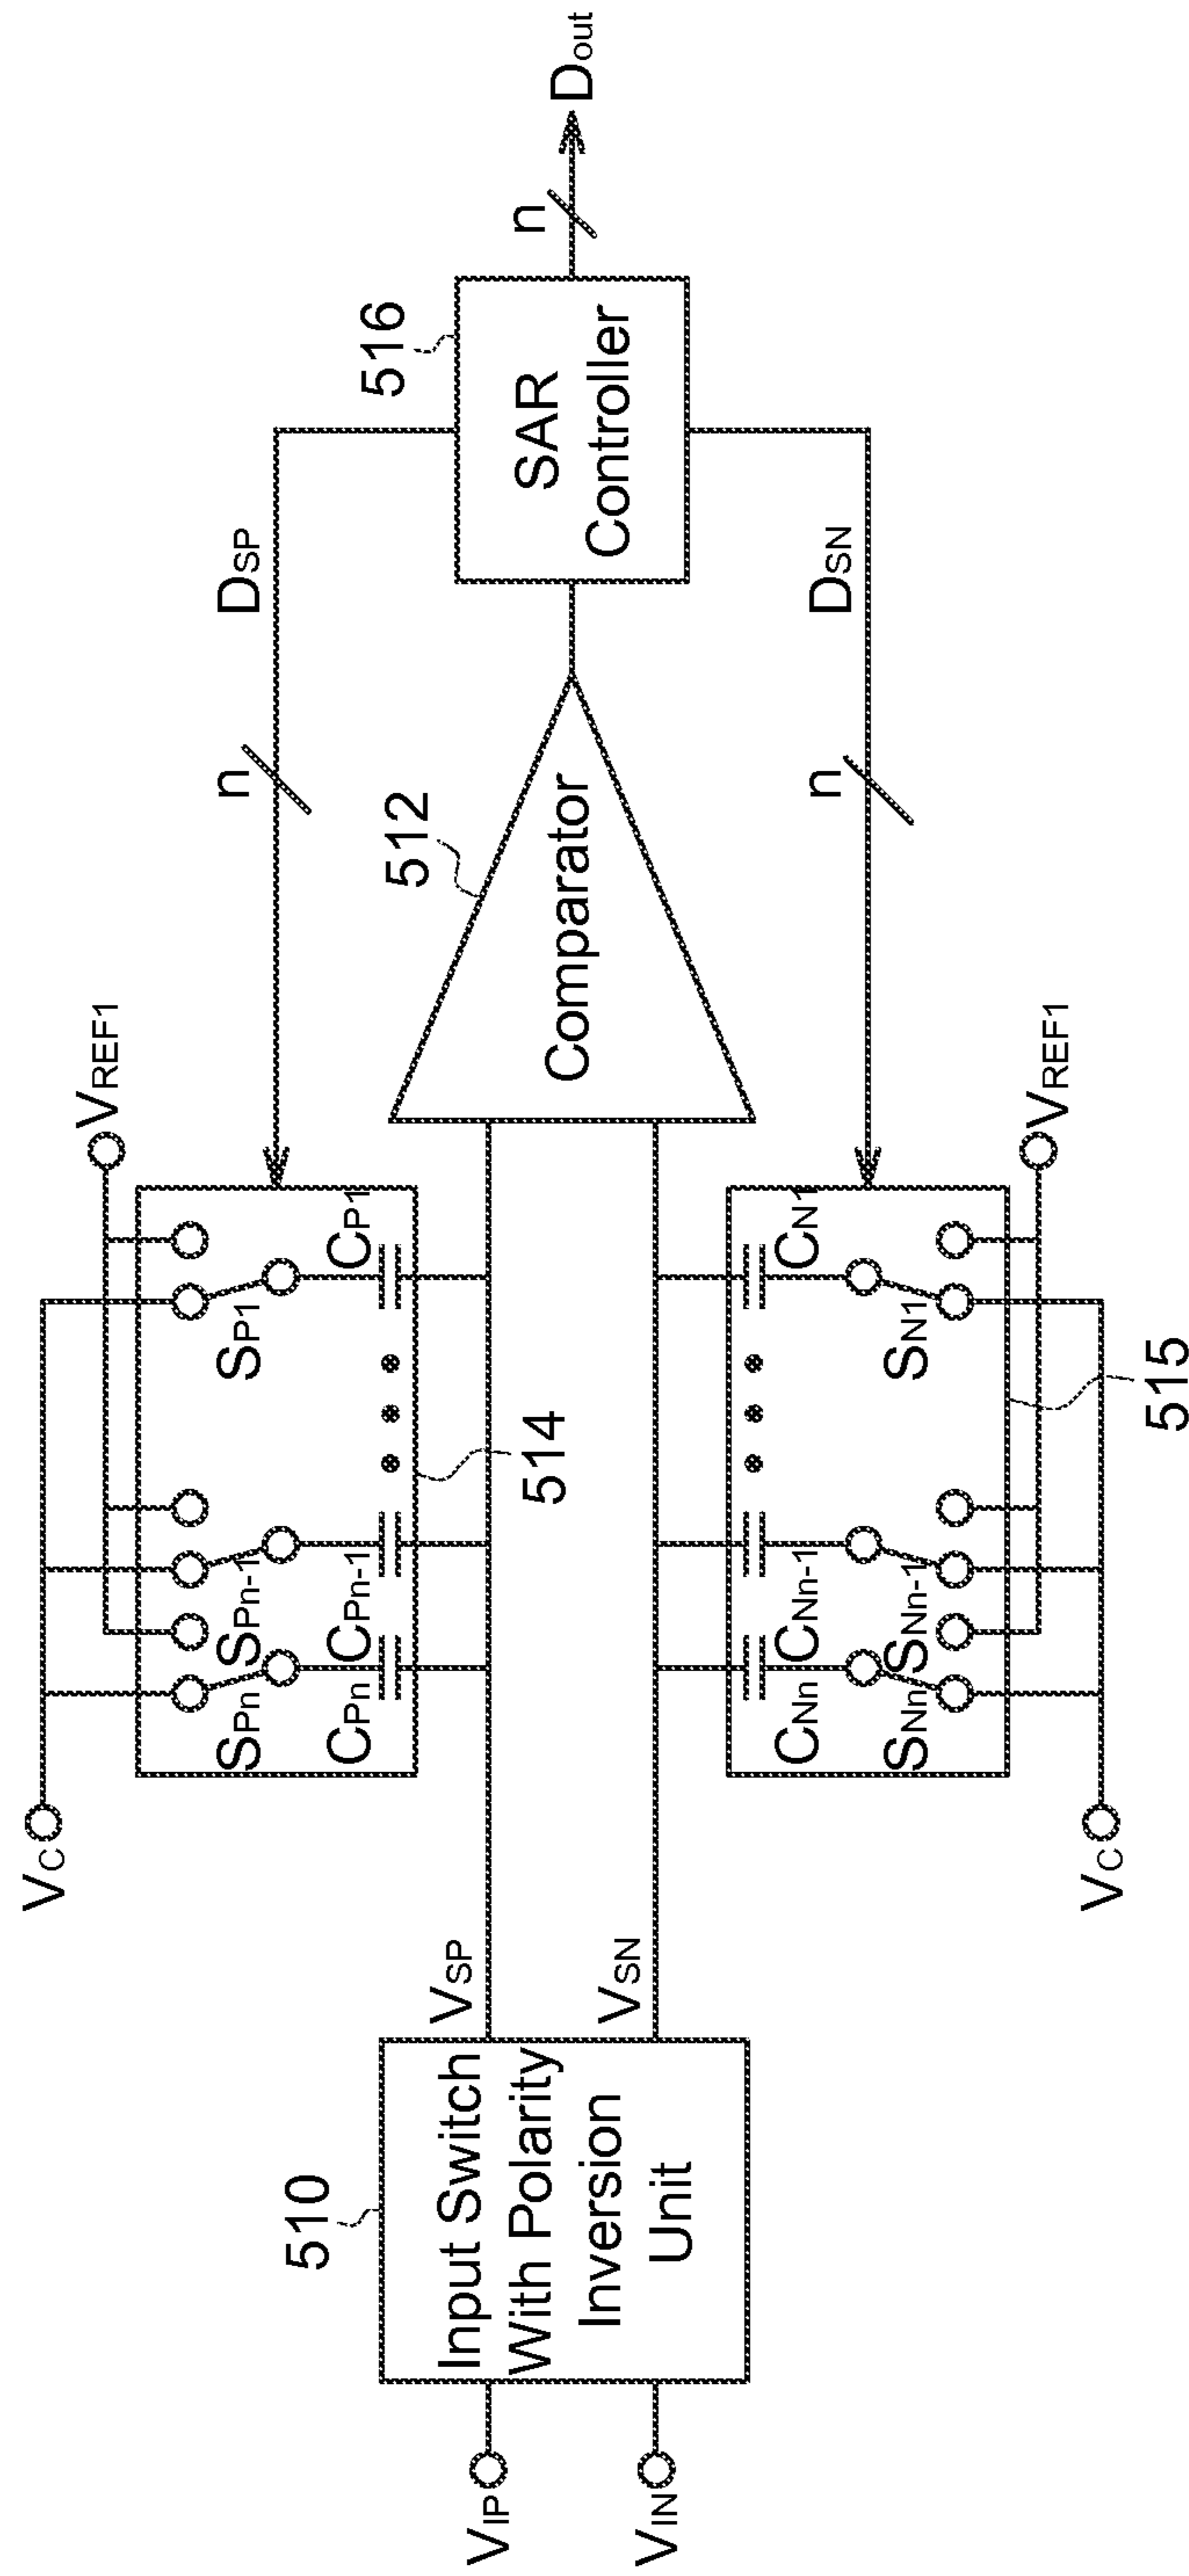 VC
VREF1
SPn
SPn-1
SP1
CPn
CPn-1
CP1
514
DSP
n
510
Input Switch
With Polarity
Inversion
Unit
VIP
VIN
VSP
VSN
512
Comparator
516
SAR
Controller
n
Dout
CNn
CNn-1
CN1
SNn
SNn-1
SN1
DSN
n
VREF1
VC
515